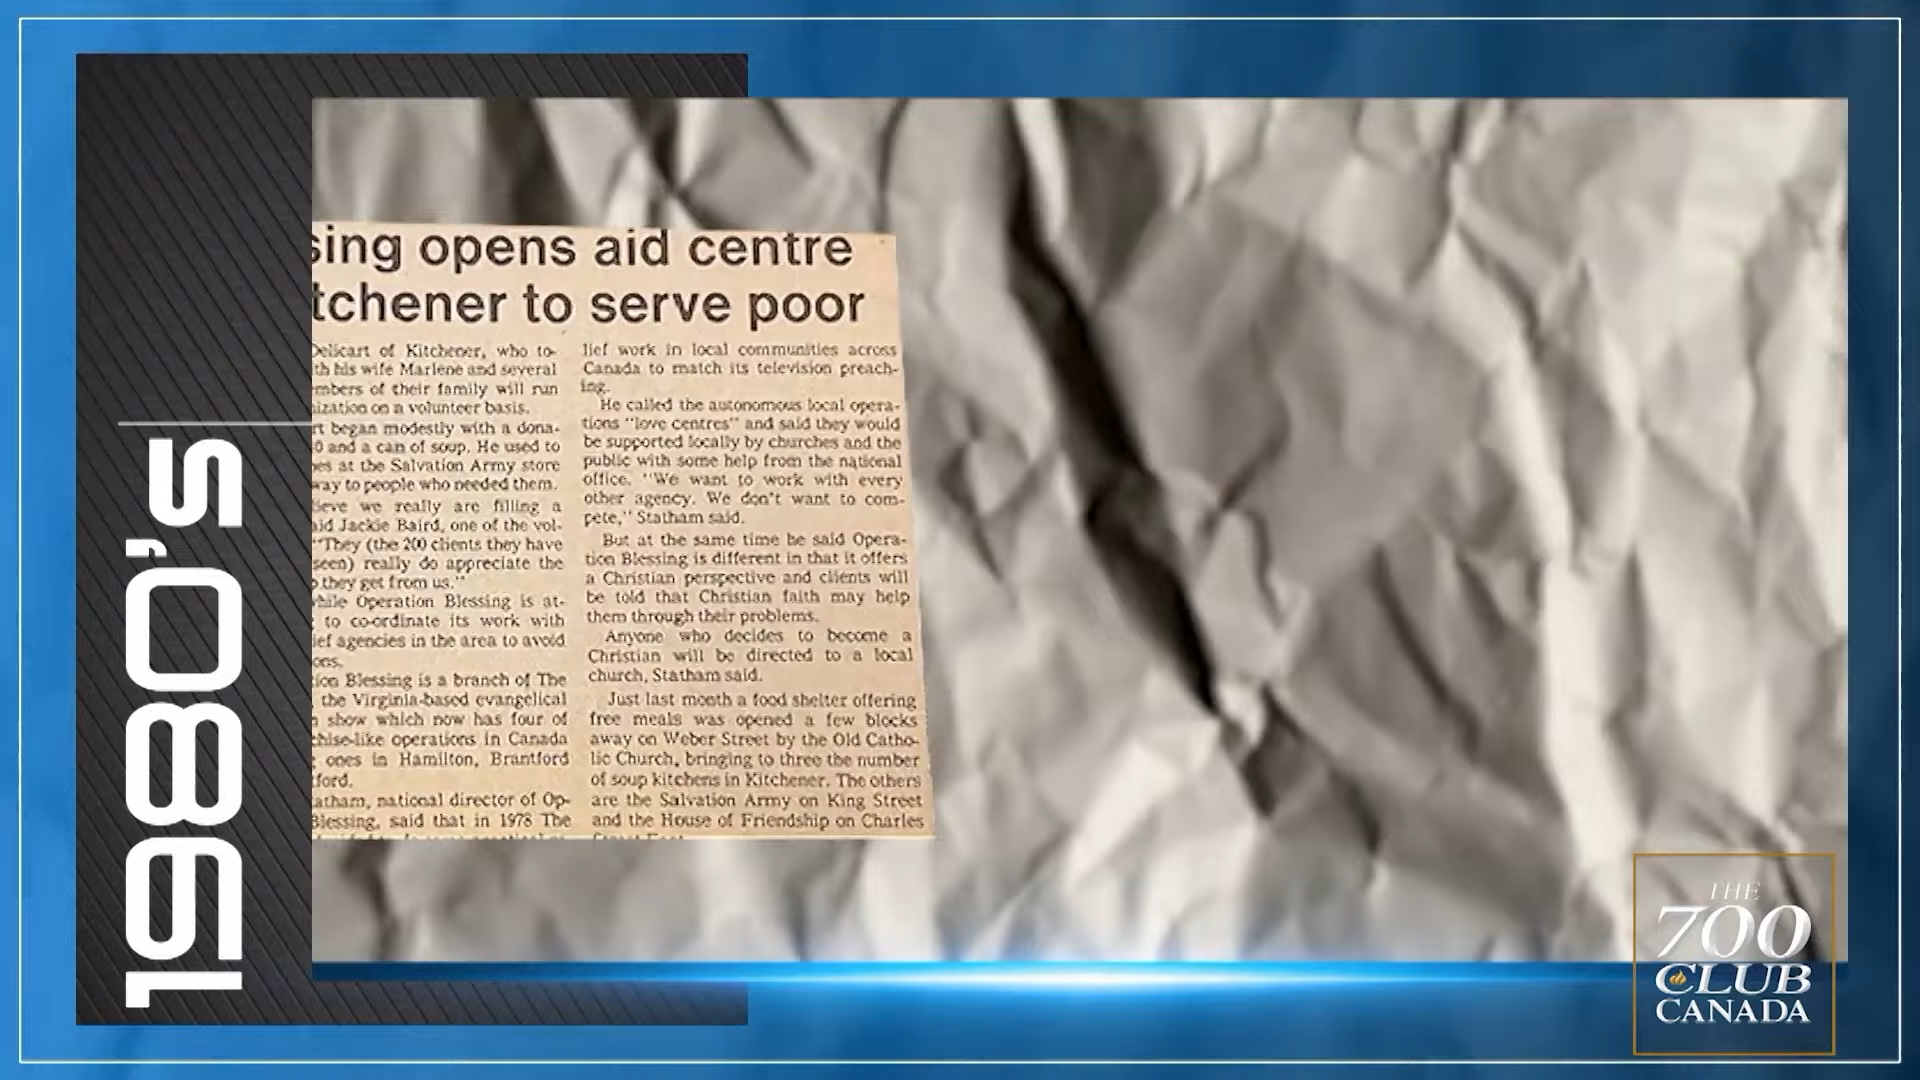 1980's
sing opens aid centre
tchener to serve poor
Delicart of Kitchener, who to-
th his wife Marlene and several
mbers of their family will run
ization on a volunteer basis.
rt began modestly with a dona-
0 and a can of soup. He used to
es at the Salvation Army store
way to people who needed them.
lieve we really are filling a
aid Jackie Baird, one of the vol-
"They (the 200 clients they have
seen) really do appreciate the
they get from us."
while Operation Blessing is at-
to co-ordinate its work with
ief agencies in the area to avoid
ons.
ion Blessing is a branch of The
the Virginia-based evangelical
show which now has four of
chise-like operations in Canada
ones in Hamilton, Brantford
tford.
atham, national director of Op-
Blessing, said that in 1978 The
lief work in local communities across
Canada to match its television preach-
ing.
He called the autonomous local opera-
tions "love centres" and said they would
be supported locally by churches and the
public with some help from the national
office. "We want to work with every
other agency. We don't want to com-
pete," Statham said.
But at the same time he said Opera-
tion Blessing is different in that it offers
a Christian perspective and clients will
be told that Christian faith may help
them through their problems.
Anyone who decides to become a
Christian will be directed to a local
church, Statham said.
Just last month a food shelter offering
free meals was opened a few blocks
away on Weber Street by the Old Catho-
lic Church, bringing to three the number
of soup kitchens in Kitchener. The others
are the Salvation Army on King Street
and the House of Friendship on Charles
THE
700
CLUB
CANADA